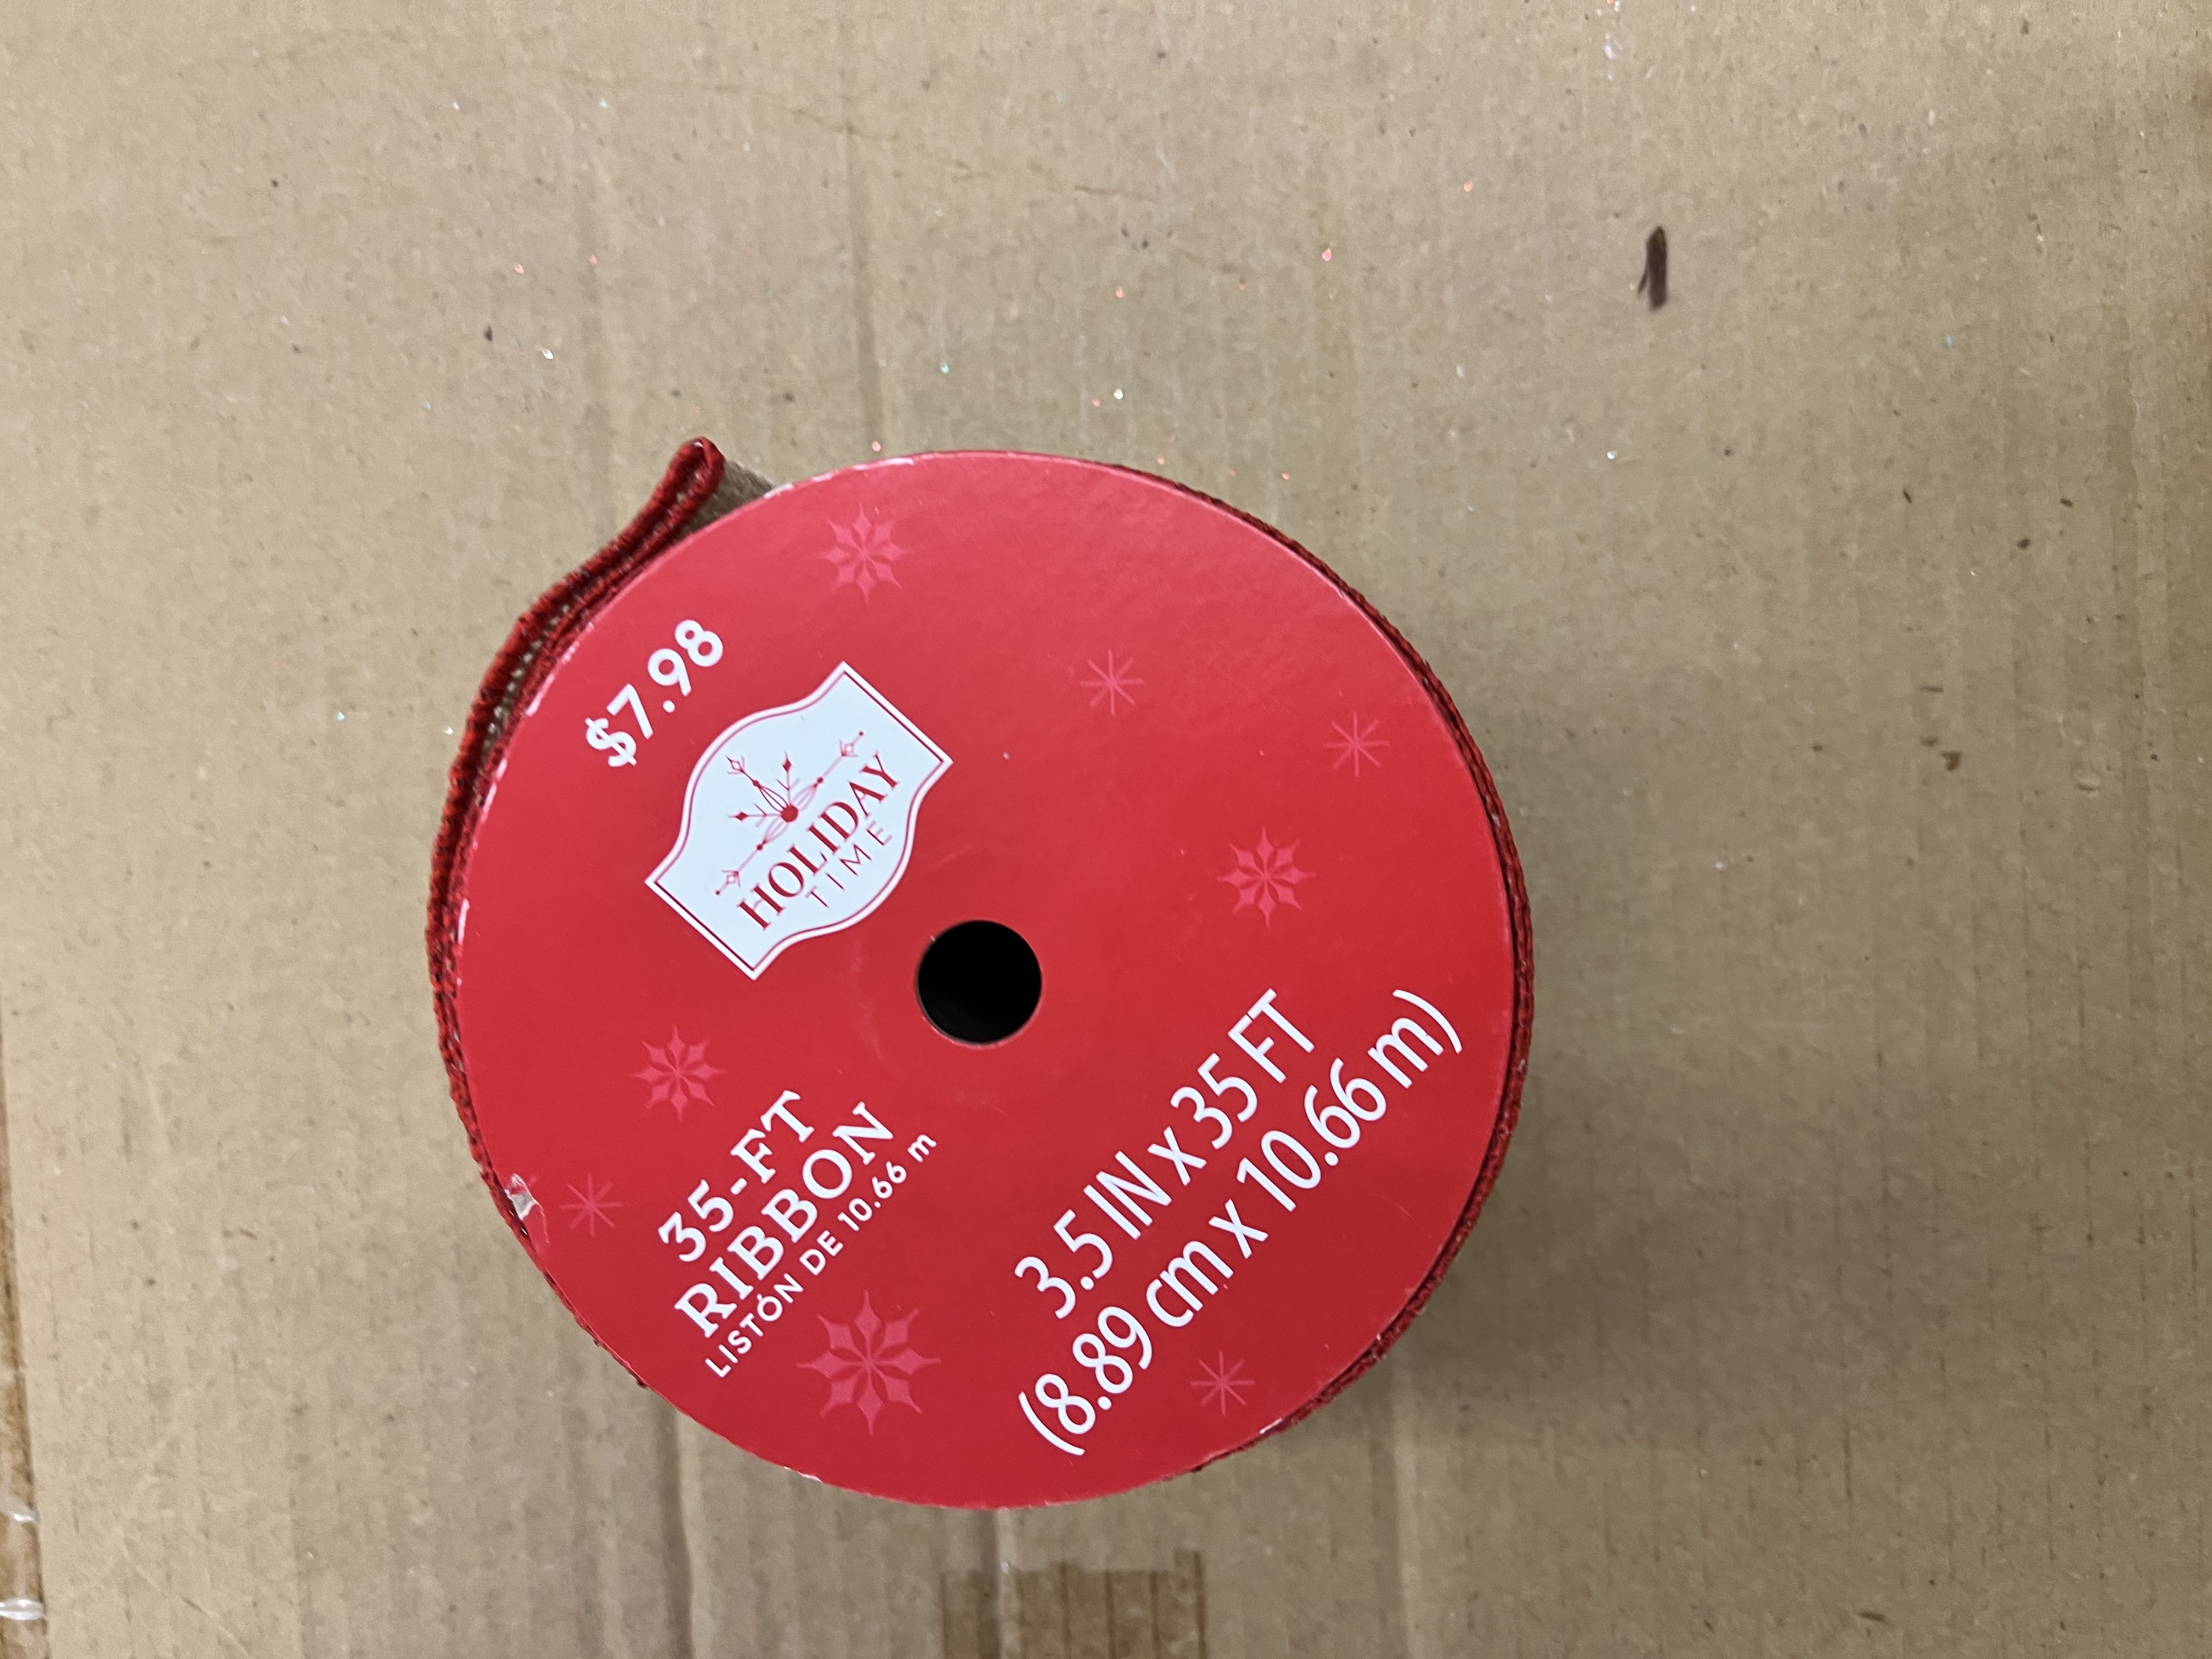 $7.98
HOLIDAY
TIME
35-FT
RIBBON
LISTÓN DE 10.66 m
3.5 IN x 35 FT
(8.89 cm x 10.66 m)